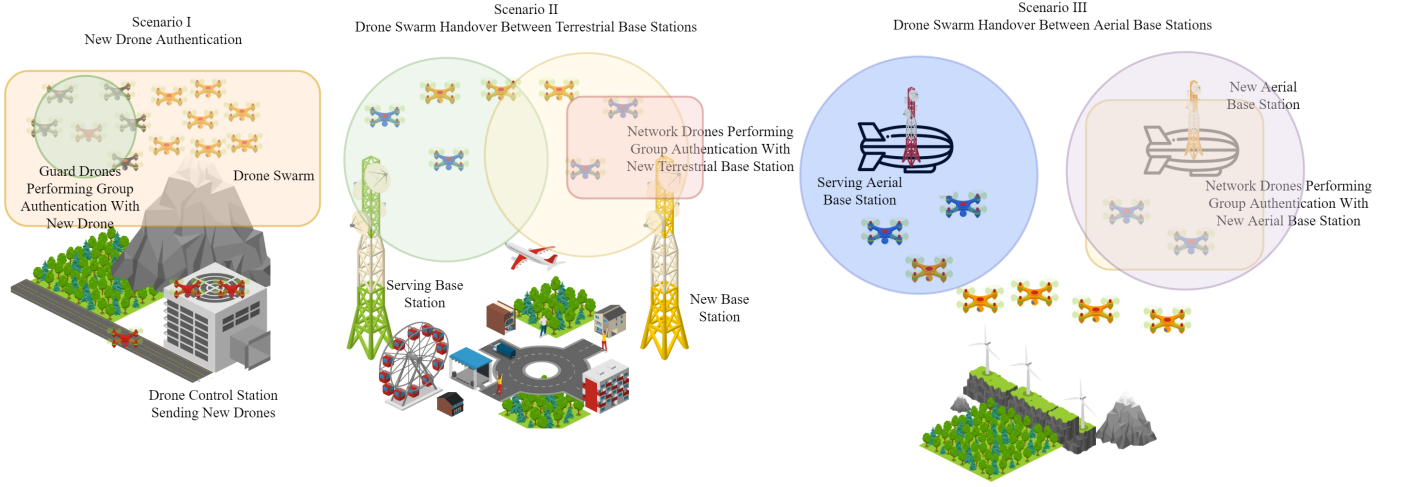 Scenario I
New Drone Authentication
Guard Drones
Performing Group
Authentication With
New Drone
Drone Swarm
Drone Control Station
Sending New Drones
Scenario II
Drone Swarm Handover Between Terrestrial Base Stations
Network Drones Performing
Group Authentication With
New Terrestrial Base Station
Serving Base
Station
New Base
Station
Scenario III
Drone Swarm Handover Between Aerial Base Stations
New Aerial
Base Station
Serving Aerial
Base Station
Network Drones Performing
Group Authentication With
New Aerial Base Station